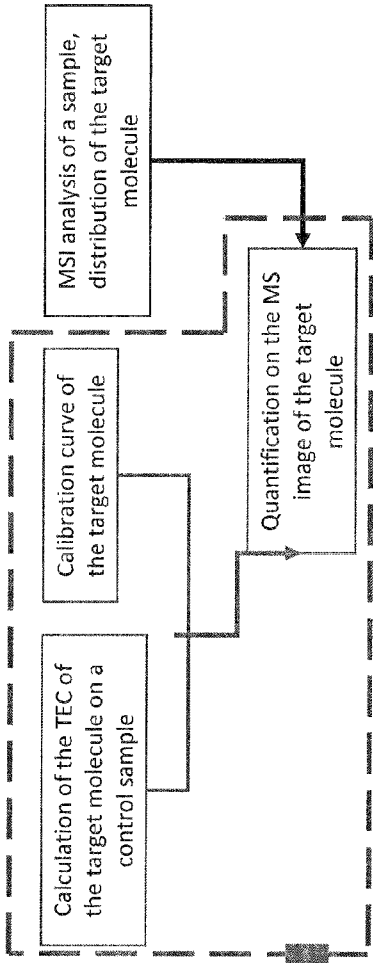 Calculation of the TEC of
the target molecule on a
control sample
Calibration curve of
the target molecule
MSI analysis of a sample,
distribution of the target
molecule
Quantification on the MS
image of the target
molecule